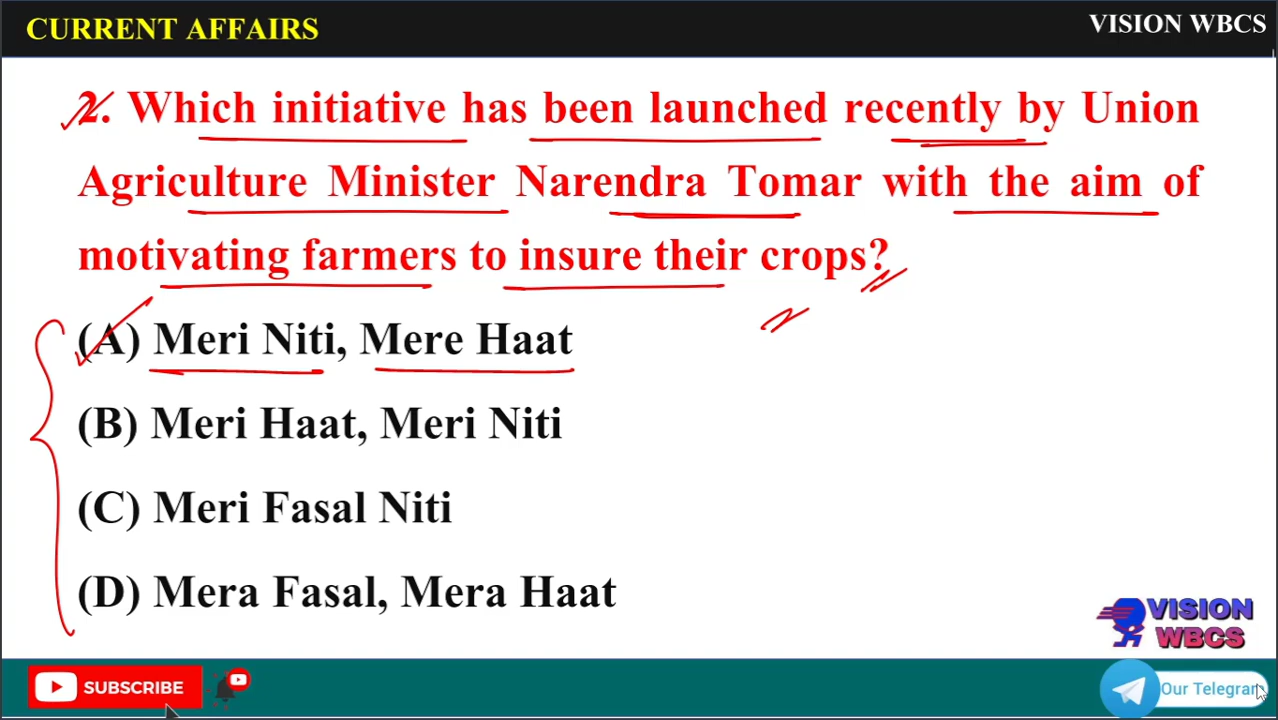 CURRENT AFFAIRS
VISION WBCS
2. Which initiative has been launched recently by Union
Agriculture Minister Narendra Tomar with the aim of
motivating farmers to insure their crops?
(A) Meri Niti, Mere Haat
(B) Meri Haat, Meri Niti
(C) Meri Fasal Niti
(D) Mera Fasal, Mera Haat
VISION
WBCS
SUBSCRIBE
Our Telegram